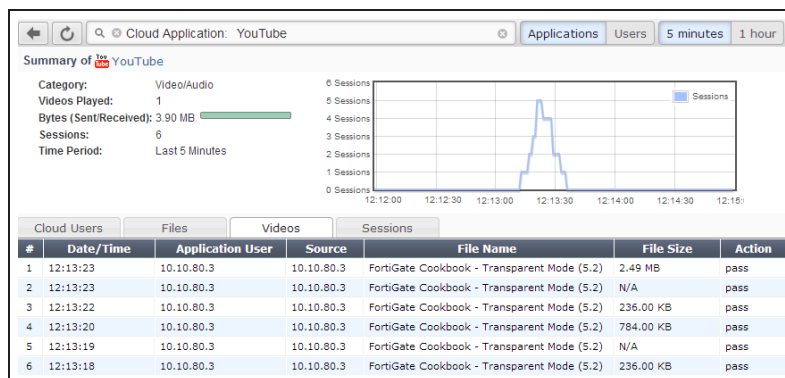 Cloud Application: YouTube Applications Users 5 minutes 1 hour
Summary of You Tube YouTube
Category: Video/Audio
Videos Played: 1
Bytes (Sent/Received): 3.90 MB
Sessions: 6
Time Period: Last 5 Minutes
6 Sessions
5 Sessions
4 Sessions
3 Sessions
2 Sessions
1 Sessions
0 Sessions
Sessions
12:12:00 12:12:30 12:13:00 12:13:30 12:14:00 12:14:30 12:15:
Cloud Users Files Videos Sessions
# Date/Time Application User Source File Name File Size Action
1 12:13:23 10.10.80.3 10.10.80.3 FortiGate Cookbook - Transparent Mode (5.2) 2.49 MB pass
2 12:13:23 10.10.80.3 10.10.80.3 FortiGate Cookbook - Transparent Mode (5.2) N/A pass
3 12:13:22 10.10.80.3 10.10.80.3 FortiGate Cookbook - Transparent Mode (5.2) 236.00 KB pass
4 12:13:20 10.10.80.3 10.10.80.3 FortiGate Cookbook - Transparent Mode (5.2) 784.00 KB pass
5 12:13:19 10.10.80.3 10.10.80.3 FortiGate Cookbook - Transparent Mode (5.2) N/A pass
6 12:13:18 10.10.80.3 10.10.80.3 FortiGate Cookbook - Transparent Mode (5.2) 236.00 KB pass